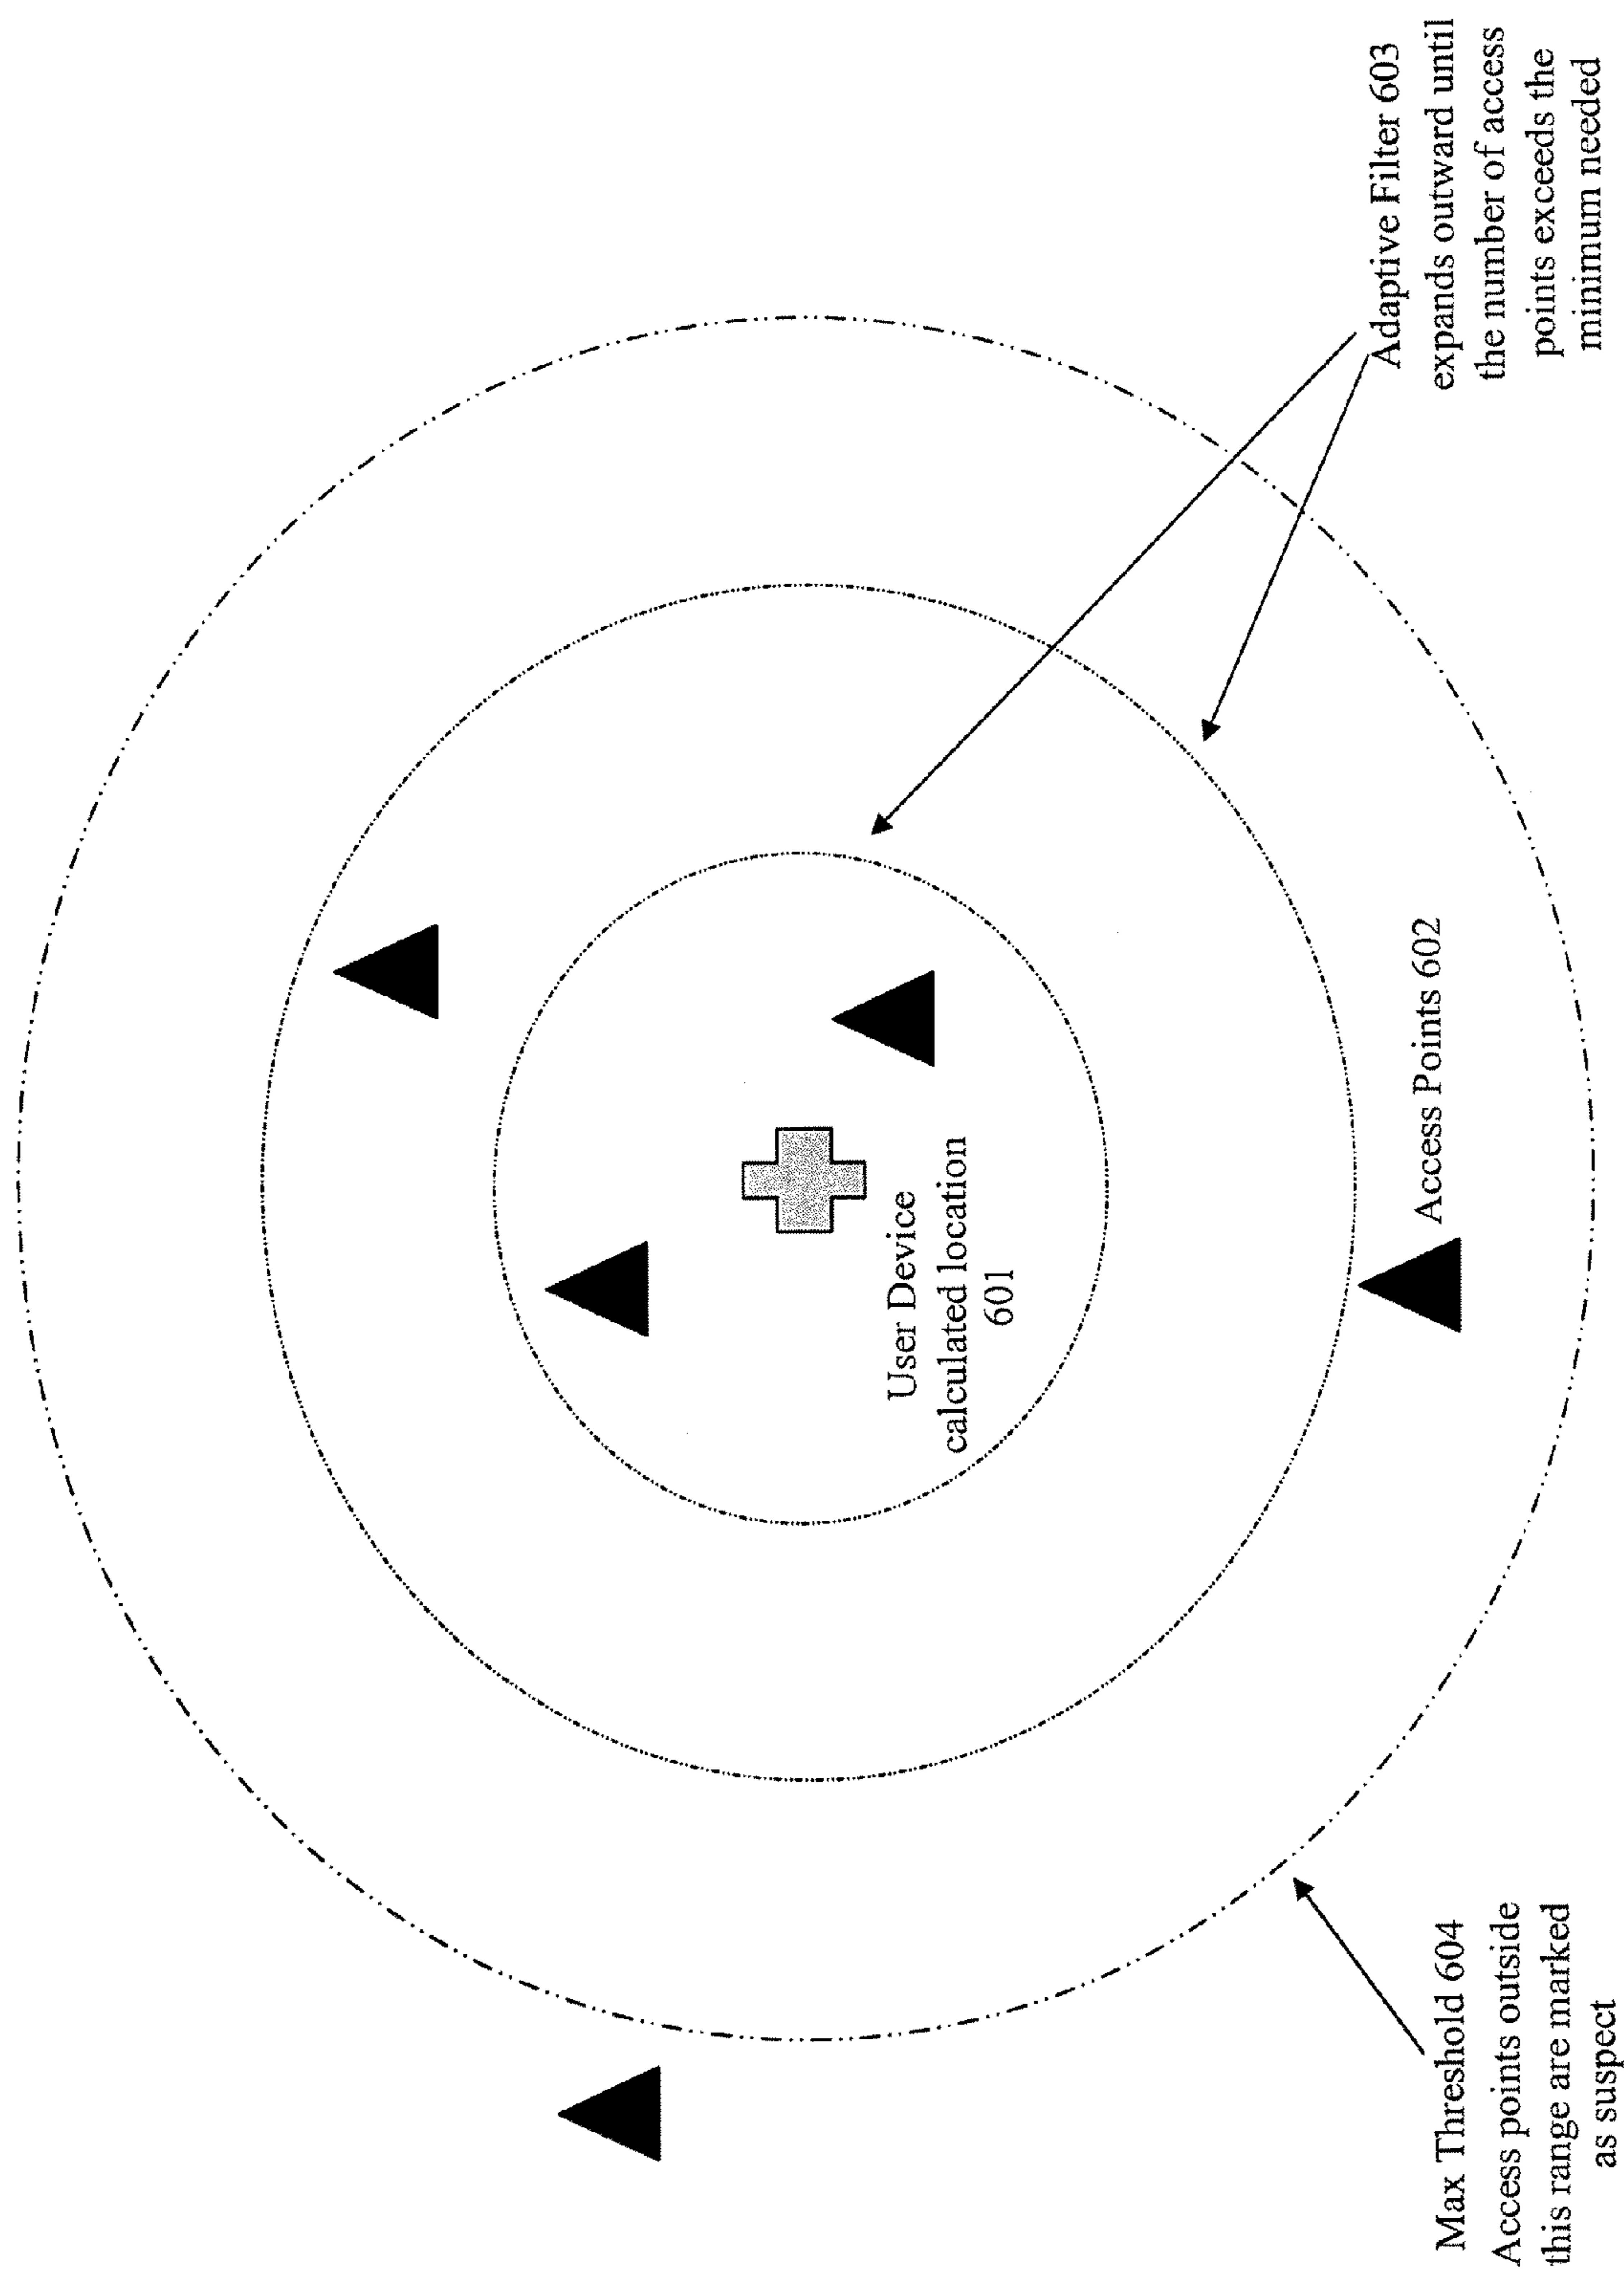 User Device
calculated location
601
Access Points 602
Adaptive Filter 603
expands outward until
the number of access
points exceeds the
minimum needed
Max Threshold 604
Access points outside
this range are marked
as suspect